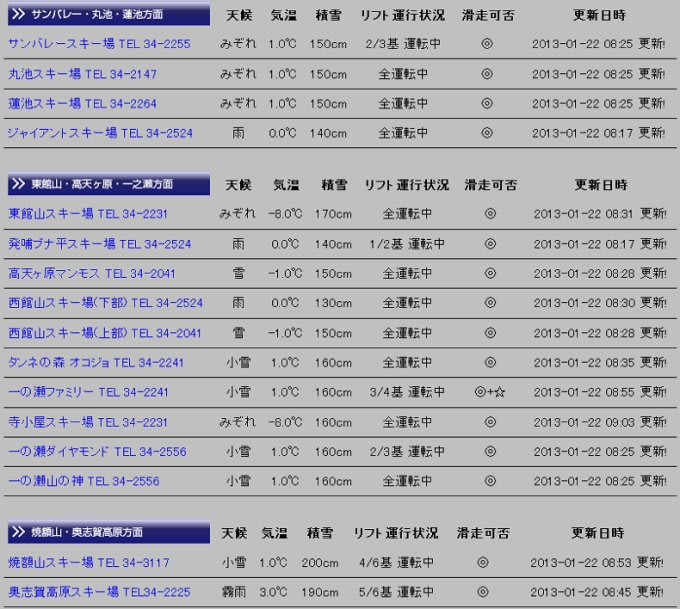 サンバレー・丸池・蓮池方面 天候 気温 積雪 リフト運行状況 滑走可否 更新日時
サンバレースキー場 TEL 34-2255 みぞれ 1.0℃ 150cm 2/3基 運転中 ◎ 2013-01-22 08:25 更新!
丸池スキー場 TEL 34-2147 みぞれ 1.0℃ 150cm 全運転中 ◎ 2013-01-22 08:25 更新!
蓮池スキー場 TEL 34-2264 みぞれ 1.0℃ 150cm 全運転中 ◎ 2013-01-22 08:25 更新!
ジャイアントスキー場 TEL 34-2524 雨 0.0℃ 140cm 全運転中 ◎ 2013-01-22 08:17 更新!
東館山・高天ヶ原・一之瀬方面 天候 気温 積雪 リフト運行状況 滑走可否 更新日時
東館山スキー場 TEL 34-2231 みぞれ -8.0℃ 170cm 全運転中 ◎ 2013-01-22 08:31 更新!
発哺ブナ平スキー場 TEL 34-2524 雨 0.0℃ 140cm 1/2基 運転中 ◎ 2013-01-22 08:17 更新!
高天ヶ原マンモス TEL 34-2041 雪 -1.0℃ 150cm 全運転中 ◎ 2013-01-22 08:28 更新!
西館山スキー場(下部) TEL 34-2524 雨 0.0℃ 130cm 全運転中 ◎ 2013-01-22 08:30 更新!
西館山スキー場(上部) TEL 34-2041 雪 -1.0℃ 150cm 全運転中 ◎ 2013-01-22 08:28 更新!
タンネの森 オコジョ TEL 34-2241 小雪 1.0℃ 160cm 全運転中 ◎ 2013-01-22 08:35 更新!
一の瀬ファミリー TEL 34-2241 小雪 1.0℃ 160cm 3/4基 運転中 ◎+☆ 2013-01-22 08:55 更新!
寺小屋スキー場 TEL 34-2231 みぞれ -8.0℃ 160cm 全運転中 ◎ 2013-01-22 09:03 更新!
一の瀬ダイヤモンド TEL 34-2556 小雪 1.0℃ 160cm 2/3基 運転中 ◎ 2013-01-22 08:25 更新!
一の瀬山の神 TEL 34-2556 小雪 1.0℃ 160cm 全運転中 ◎ 2013-01-22 08:25 更新!
焼額山・奥志賀高原方面 天候 気温 積雪 リフト運行状況 滑走可否 更新日時
焼額山スキー場 TEL 34-3117 小雪 1.0℃ 200cm 4/6基 運転中 ◎ 2013-01-22 08:53 更新!
奥志賀高原スキー場 TEL34-2225 霧雨 3.0℃ 190cm 5/6基 運転中 ◎ 2013-01-22 08:45 更新!